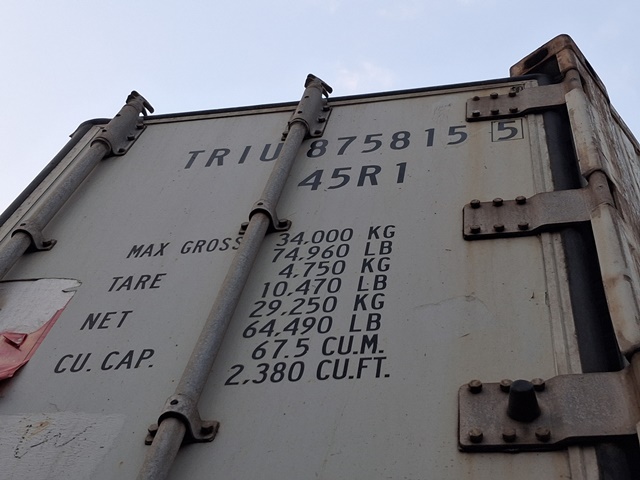 TRIU 875815 5
45R1
MAX GROSS 34,000 KG
74,960 LB
TARE 4,750 KG
10,470 LB
NET 29,250 KG
64,490 LB
CU. CAP. 67.5 CU.M.
2,380 CU.FT.